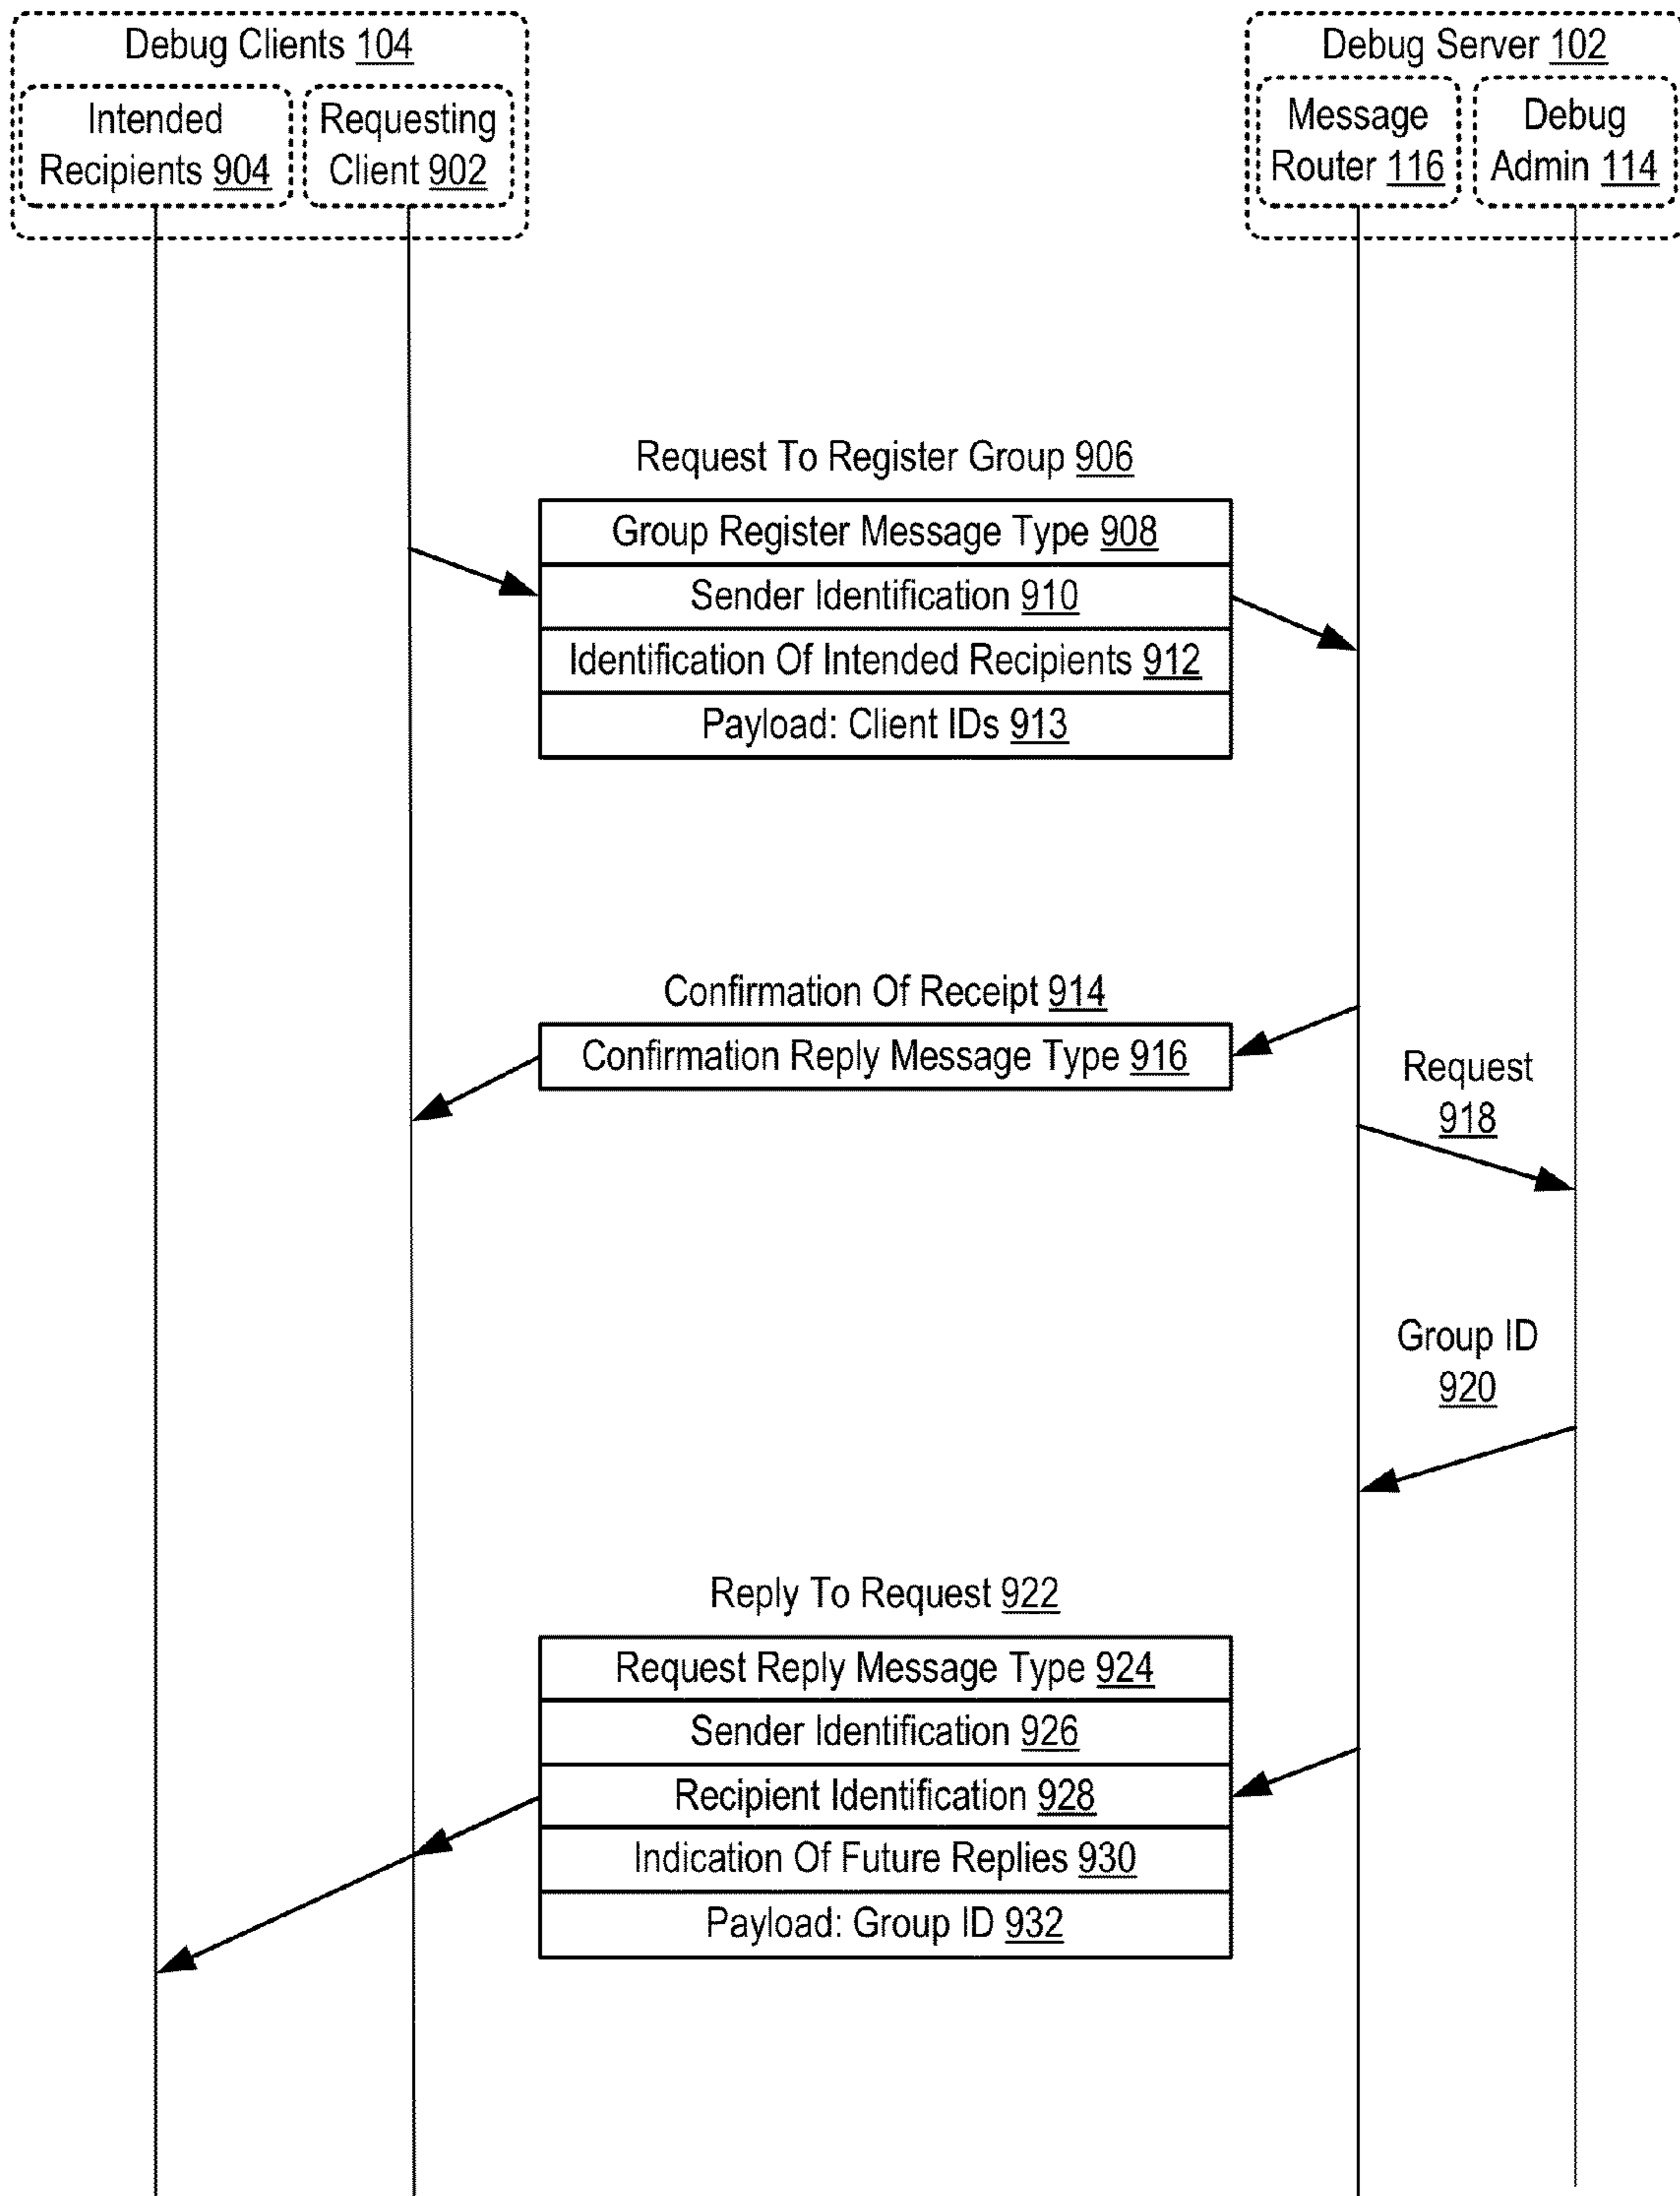 Debug Clients 104
Intended
Recipients 904
Requesting
Client 902
Debug Server 102
Message
Router 116
Debug
Admin 114
Request To Register Group 906
Group Register Message Type 908
Sender Identification 910
Identification Of Intended Recipients 912
Payload: Client IDs 913
Confirmation Of Receipt 914
Confirmation Reply Message Type 916
Request
918
Group ID
920
Reply To Request 922
Request Reply Message Type 924
Sender Identification 926
Recipient Identification 928
Indication Of Future Replies 930
Payload: Group ID 932